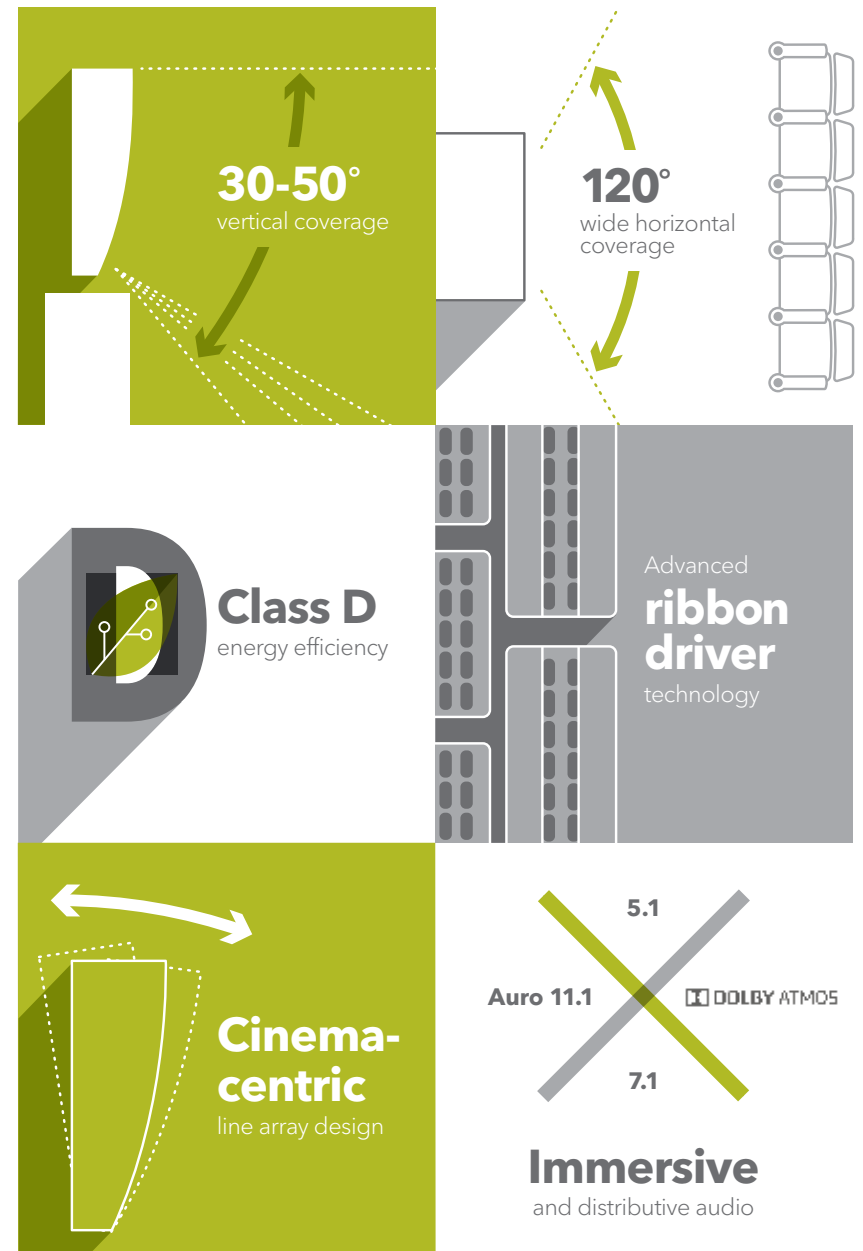 30-50°
vertical coverage
120°
wide horizontal
coverage
Class D
energy efficiency
Advanced
ribbon
driver
technology
Cinema-
centric
line array design
5.1
Auro 11.1
DOLBY ATMOS
7.1
Immersive
and distributive audio